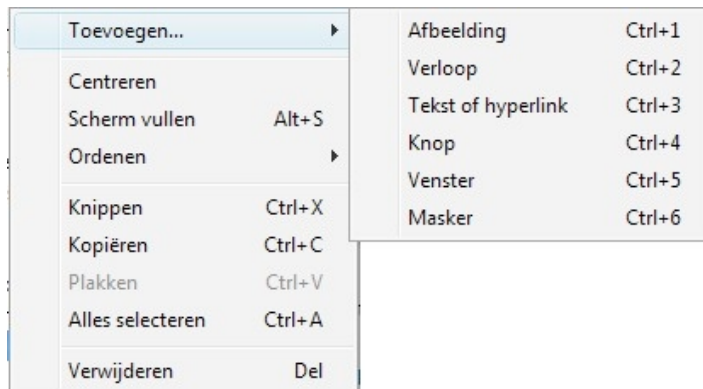 Toevoegen...
Centreren
Scherm vullen Alt+S
Ordenen
Knippen Ctrl+X
Kopiëren Ctrl+C
Plakken Ctrl+V
Alles selecteren Ctrl+A
Verwijderen Del
Afbeelding Ctrl+1
Verloop Ctrl+2
Tekst of hyperlink Ctrl+3
Knop Ctrl+4
Venster Ctrl+5
Masker Ctrl+6